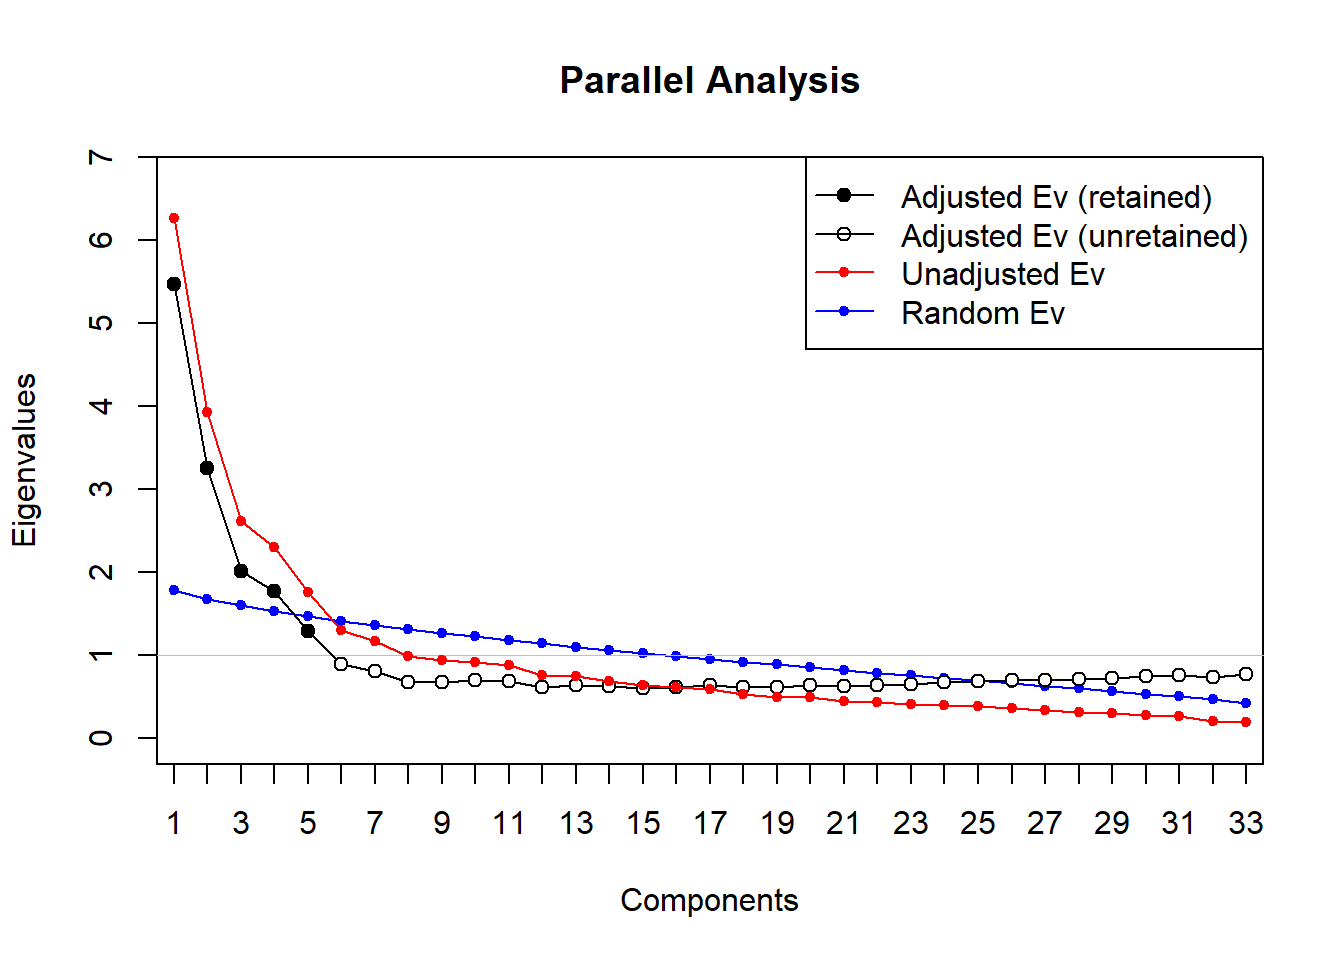 Parallel Analysis
Adjusted Ev (retained)
Adjusted Ev (unretained)
Unadjusted Ev
Random Ev
Eigenvalues
7
6
5
4
3
2
1
0
1 3 5 7 9 11 13 15 17 19 21 23 25 27 29 31 33
Components